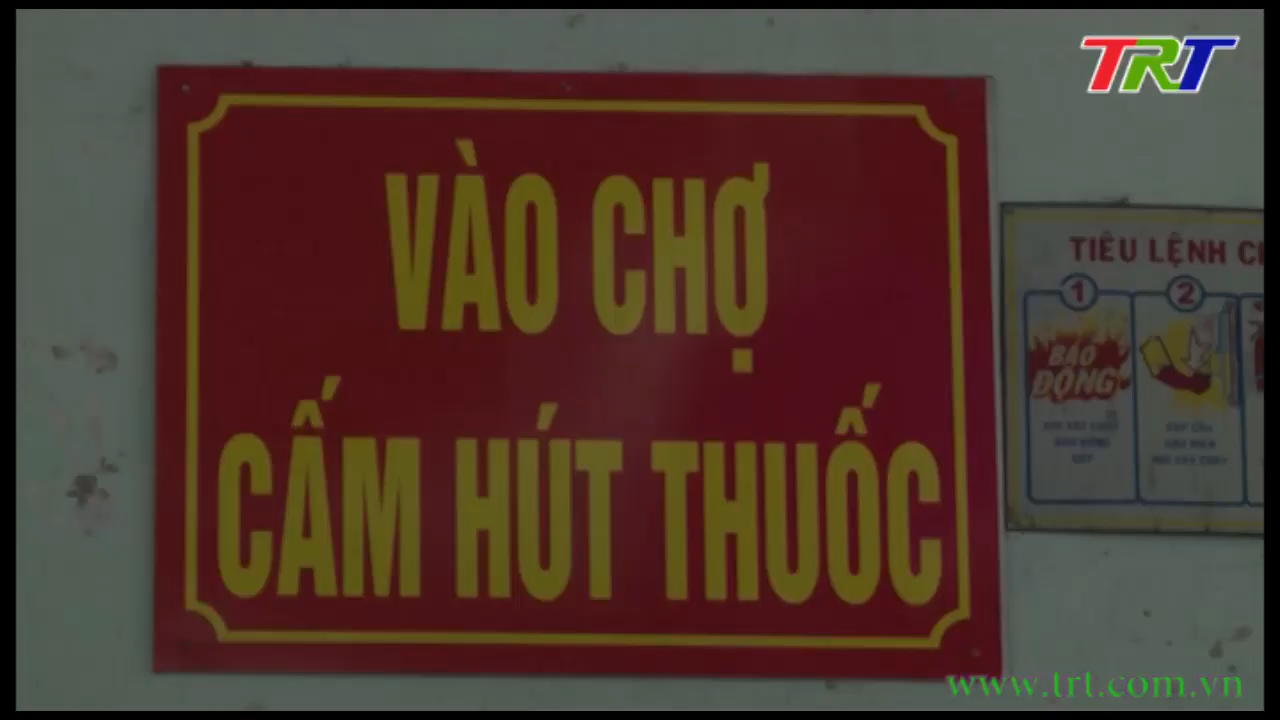 TRT
VÀO CHỢ
CẤM HÚT THUỐC
TIÊU LỆNH
1
2
BÁO
ĐỘNG
www.trt.com.vn